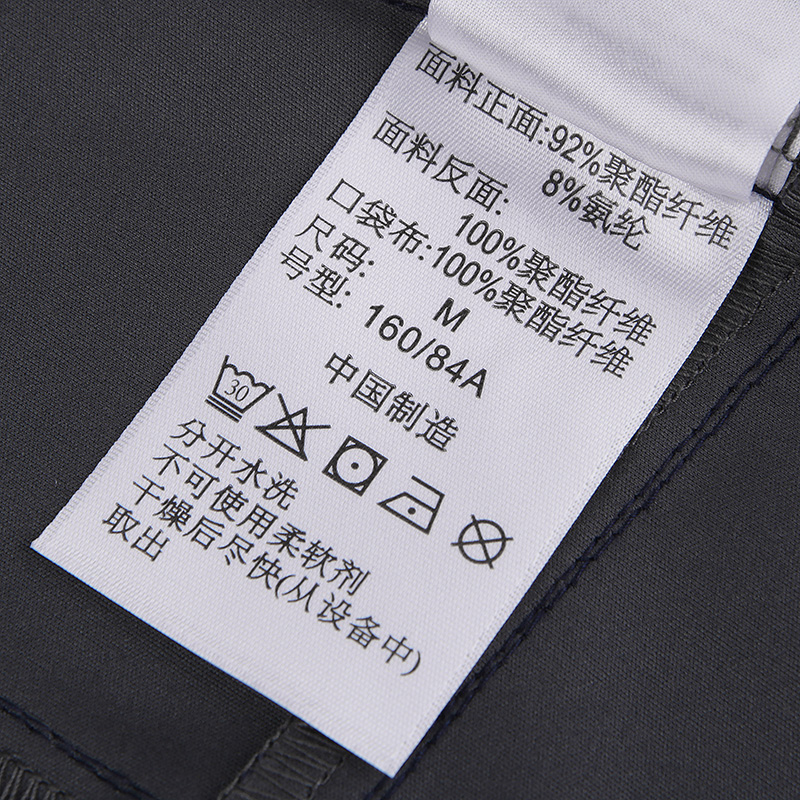 面料正面:92%聚酯纤维
8%氨纶
面料反面:
100%聚酯纤维
口袋布:100%聚酯纤维
尺码: M
号型: 160/84A
中国制造
30
分开水洗
不可使用柔软剂
干燥后尽快(从设备中)
取出